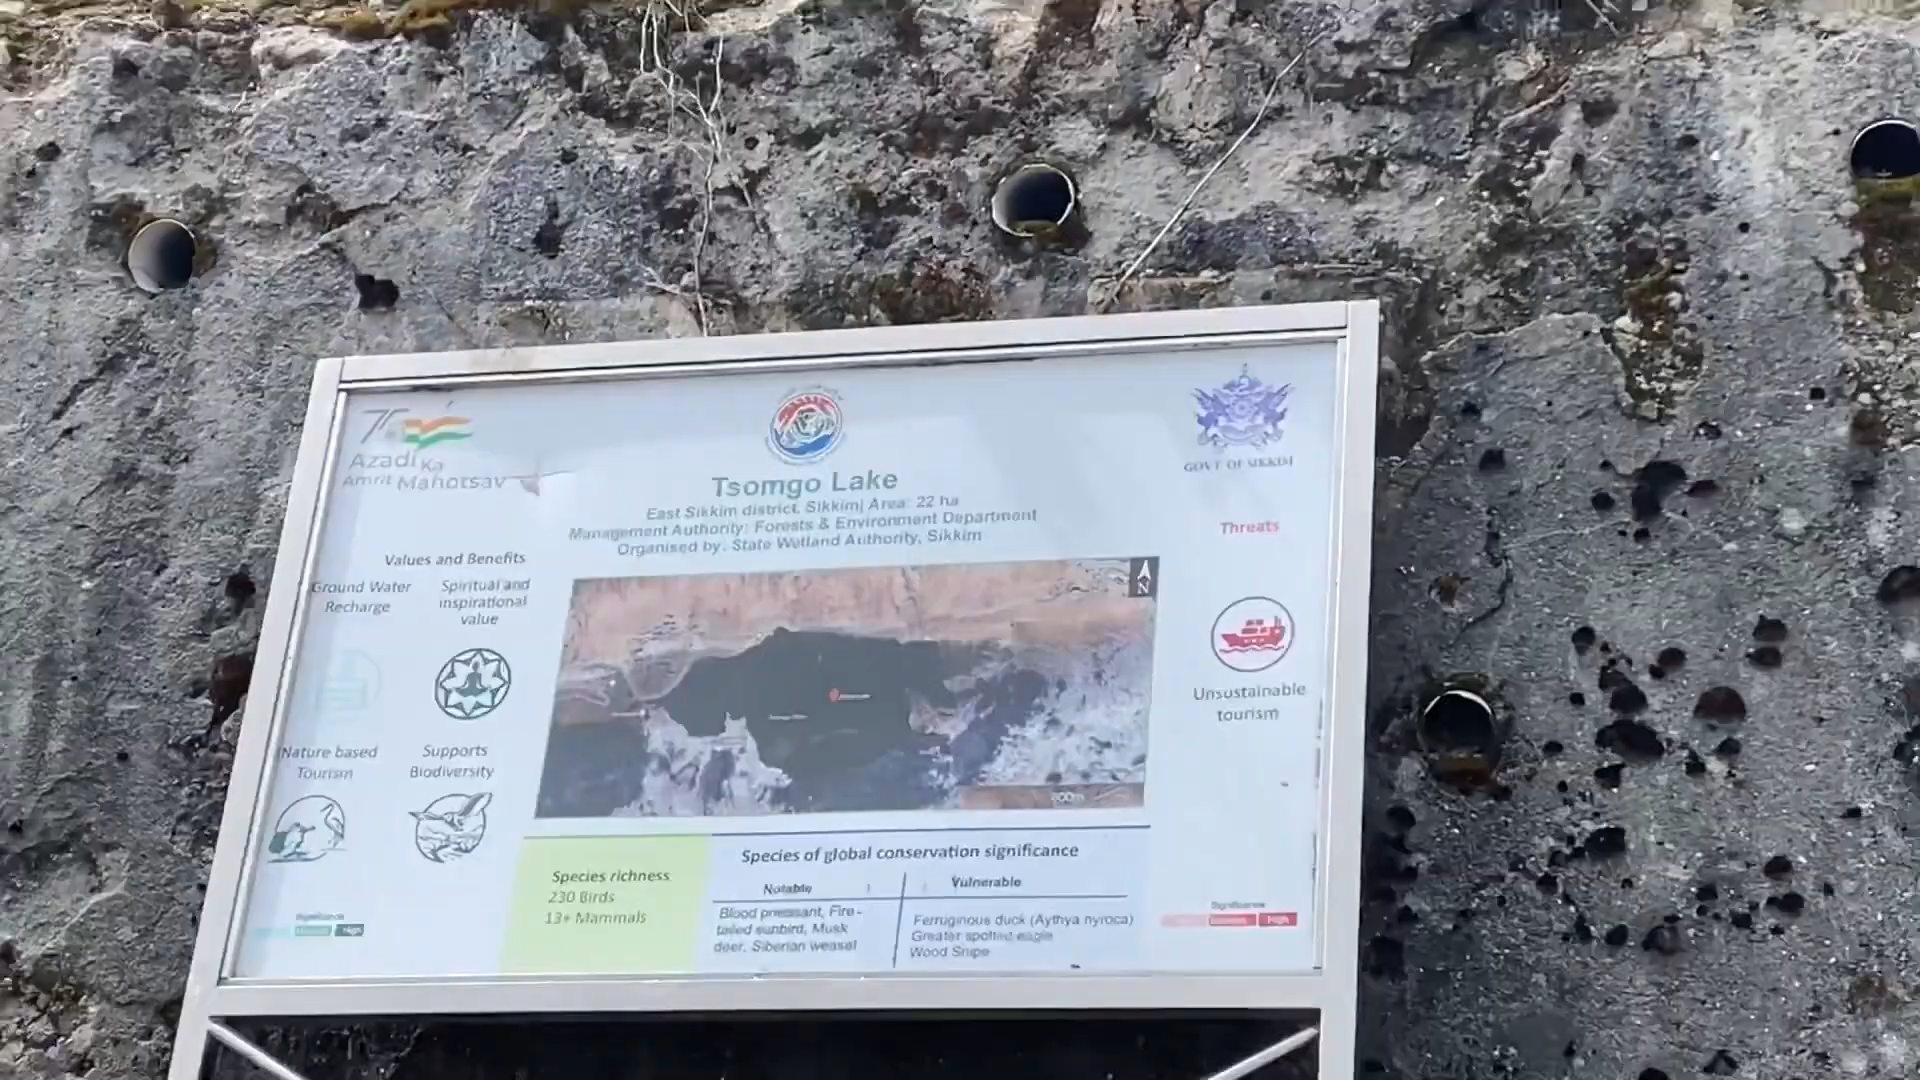 75
Azadi Ka
Amrit Mahotsav
GOVT OF SIKKIM
Tsomgo Lake
East Sikkim district, Sikkim| Area: 22 ha
Management Authority: Forests & Environment Department
Organised by: State Wetland Authority, Sikkim
Values and Benefits
Ground Water
Recharge
Spiritual and
inspirational
value
Nature based
Tourism
Supports
Biodiversity
Significance
High
N
200m
Threats
Unsustainable
tourism
Species richness
230 Birds
13+ Mammals
Species of global conservation significance
Notable
Blood pheasant, Fire-
tailed sunbird, Musk
deer, Siberian weasel
Vulnerable
Ferruginous duck (Aythya nyroca)
Greater spotted eagle
Wood Snipe
Significance
High